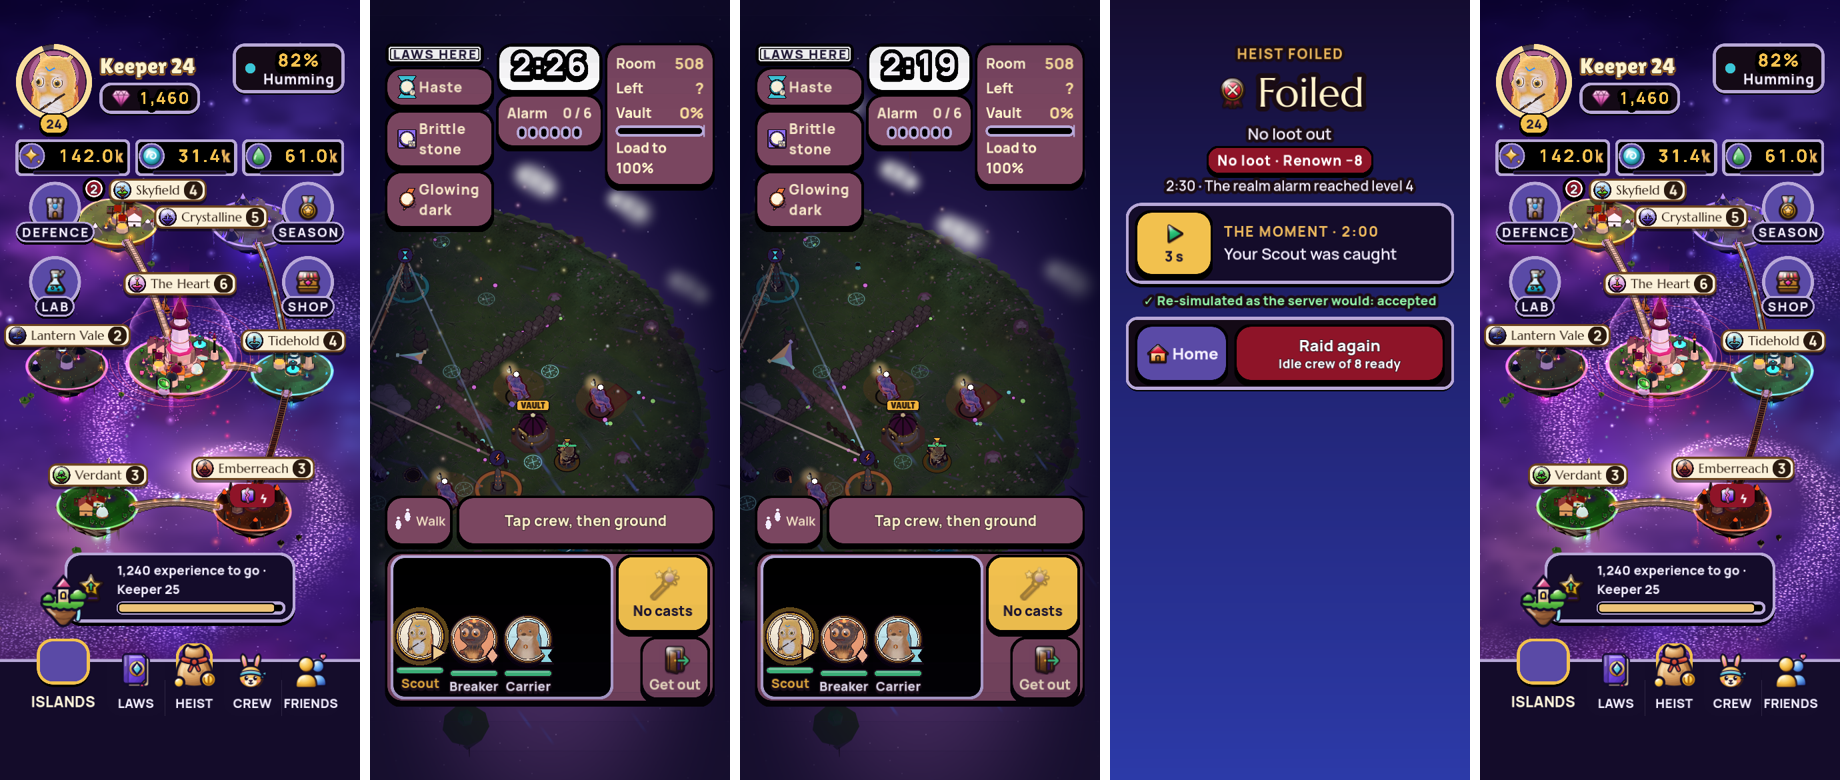 Keeper 24
1,460
24
82%
Humming
142.0k
31.4k
61.0k
2
Skyfield 4
Crystalline 5
DEFENCE
SEASON
The Heart 6
LAB
SHOP
Lantern Vale 2
Tidehold 4
Verdant 3
Emberreach 3
4
1,240 experience to go ·
Keeper 25
ISLANDS
LAWS
HEIST
CREW
FRIENDS
LAWS HERE
Haste
Brittle
stone
Glowing
dark
2:26
Alarm 0/6
Room 508
Left ?
Vault 0%
Load to
100%
VAULT
Walk
Tap crew, then ground
Scout
Breaker
Carrier
No casts
Get out
LAWS HERE
Haste
Brittle
stone
Glowing
dark
2:19
Alarm 0/6
Room 508
Left ?
Vault 0%
Load to
100%
VAULT
Walk
Tap crew, then ground
Scout
Breaker
Carrier
No casts
Get out
HEIST FOILED
Foiled
No loot out
No loot · Renown -8
2:30 · The realm alarm reached level 4
3 s
THE MOMENT · 2:00
Your Scout was caught
✓ Re-simulated as the server would: accepted
Home
Raid again
Idle crew of 8 ready
Keeper 24
1,460
24
82%
Humming
142.0k
31.4k
61.0k
2
Skyfield 4
Crystalline 5
DEFENCE
SEASON
The Heart 6
LAB
SHOP
Lantern Vale 2
Tidehold 4
Verdant 3
Emberreach 3
4
1,240 experience to go ·
Keeper 25
ISLANDS
LAWS
HEIST
CREW
FRIENDS